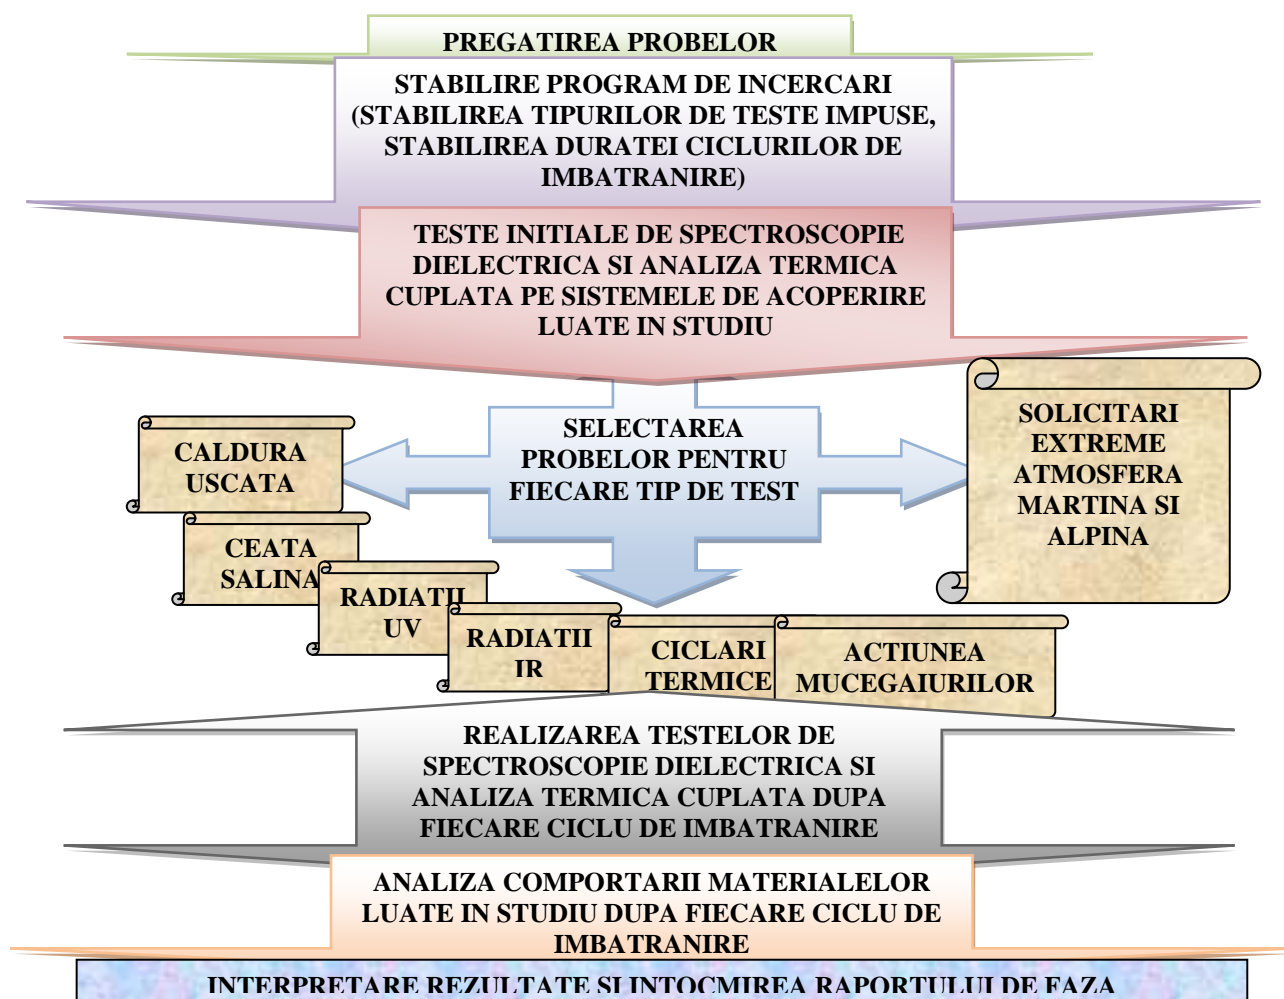 PREGATIREA PROBELOR
STABILIRE PROGRAM DE INCERCARI
(STABILIREA TIPURILOR DE TESTE IMPUSE,
STABILIREA DURATEI CICLURILOR DE
IMBATRANIRE)
TESTE INITIALE DE SPECTROSCOPIE
DIELECTRICA SI ANALIZA TERMICA
CUPLATA PE SISTEMELE DE ACOPERIRE
LUATE IN STUDIU
SELECTAREA
PROBELOR PENTRU
FIECARE TIP DE TEST
CALDURA
USCATA
CEATA
SALINA
RADIATII
UV
RADIATII
IR
CICLARI
TERMICE
ACTIUNEA
MUCEGAIURILOR
SOLICITARI
EXTREME
ATMOSFERA
MARTINA SI
ALPINA
REALIZAREA TESTELOR DE
SPECTROSCOPIE DIELECTRICA SI
ANALIZA TERMICA CUPLATA DUPA
FIECARE CICLU DE IMBATRANIRE
ANALIZA COMPORTARII MATERIALELOR
LUATE IN STUDIU DUPA FIECARE CICLU DE
IMBATRANIRE
INTERPRETARE REZULTATE SI INTOCMIREA RAPORTULUI DE FAZA